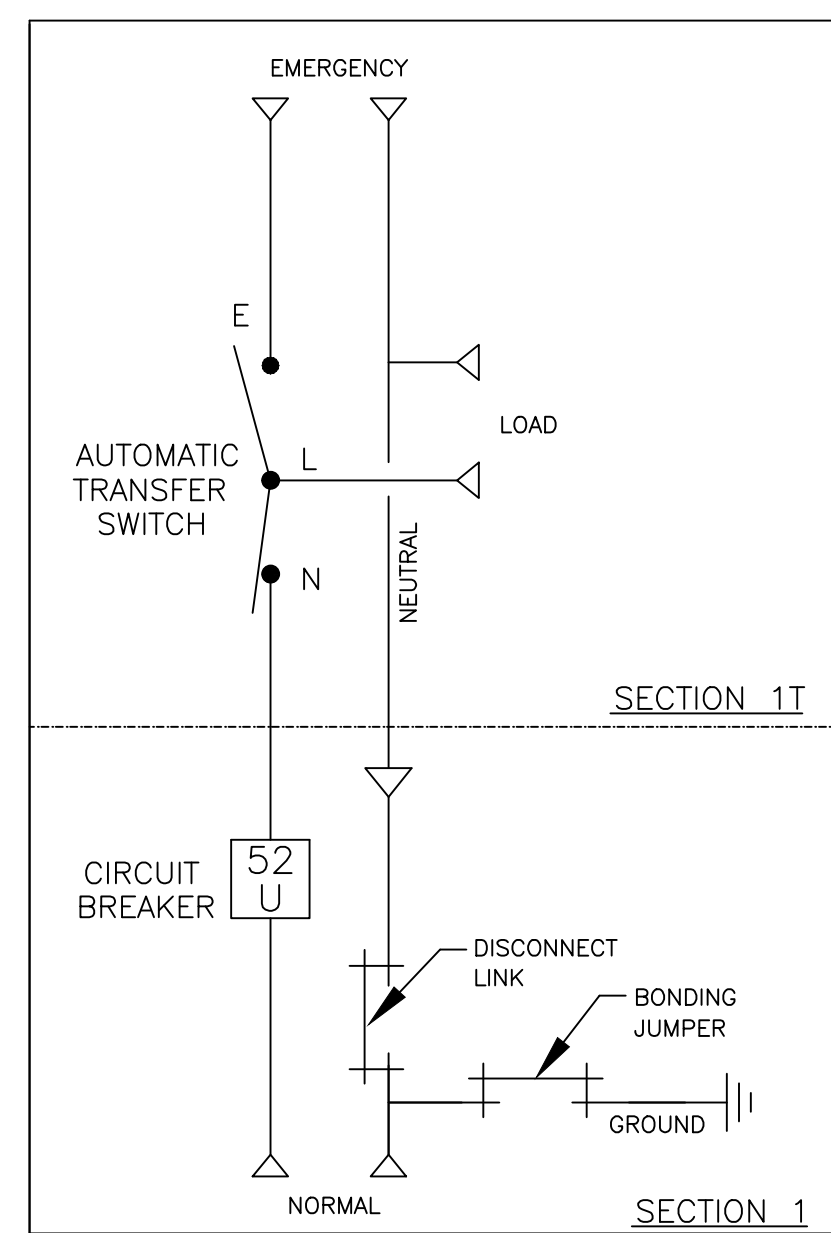 EMERGENCY
E
LOAD
AUTOMATIC
TRANSFER
SWITCH
L
N
NEUTRAL
SECTION 1T
CIRCUIT
BREAKER
52
U
DISCONNECT
LINK
BONDING
JUMPER
GROUND
NORMAL
SECTION 1